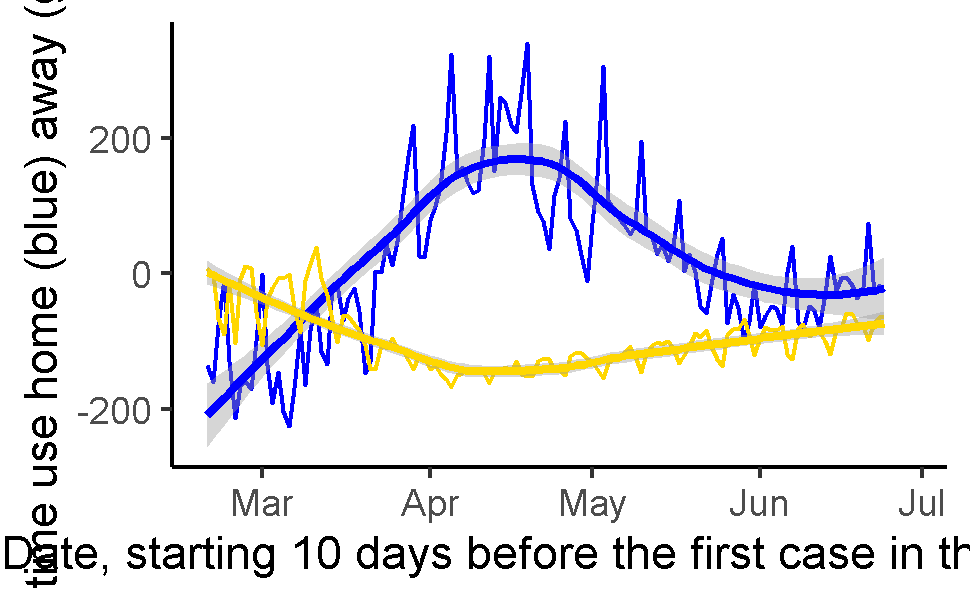 time use home (blue) away (
200
0
-200
Mar Apr May Jun Jul
Date, starting 10 days before the first case in th